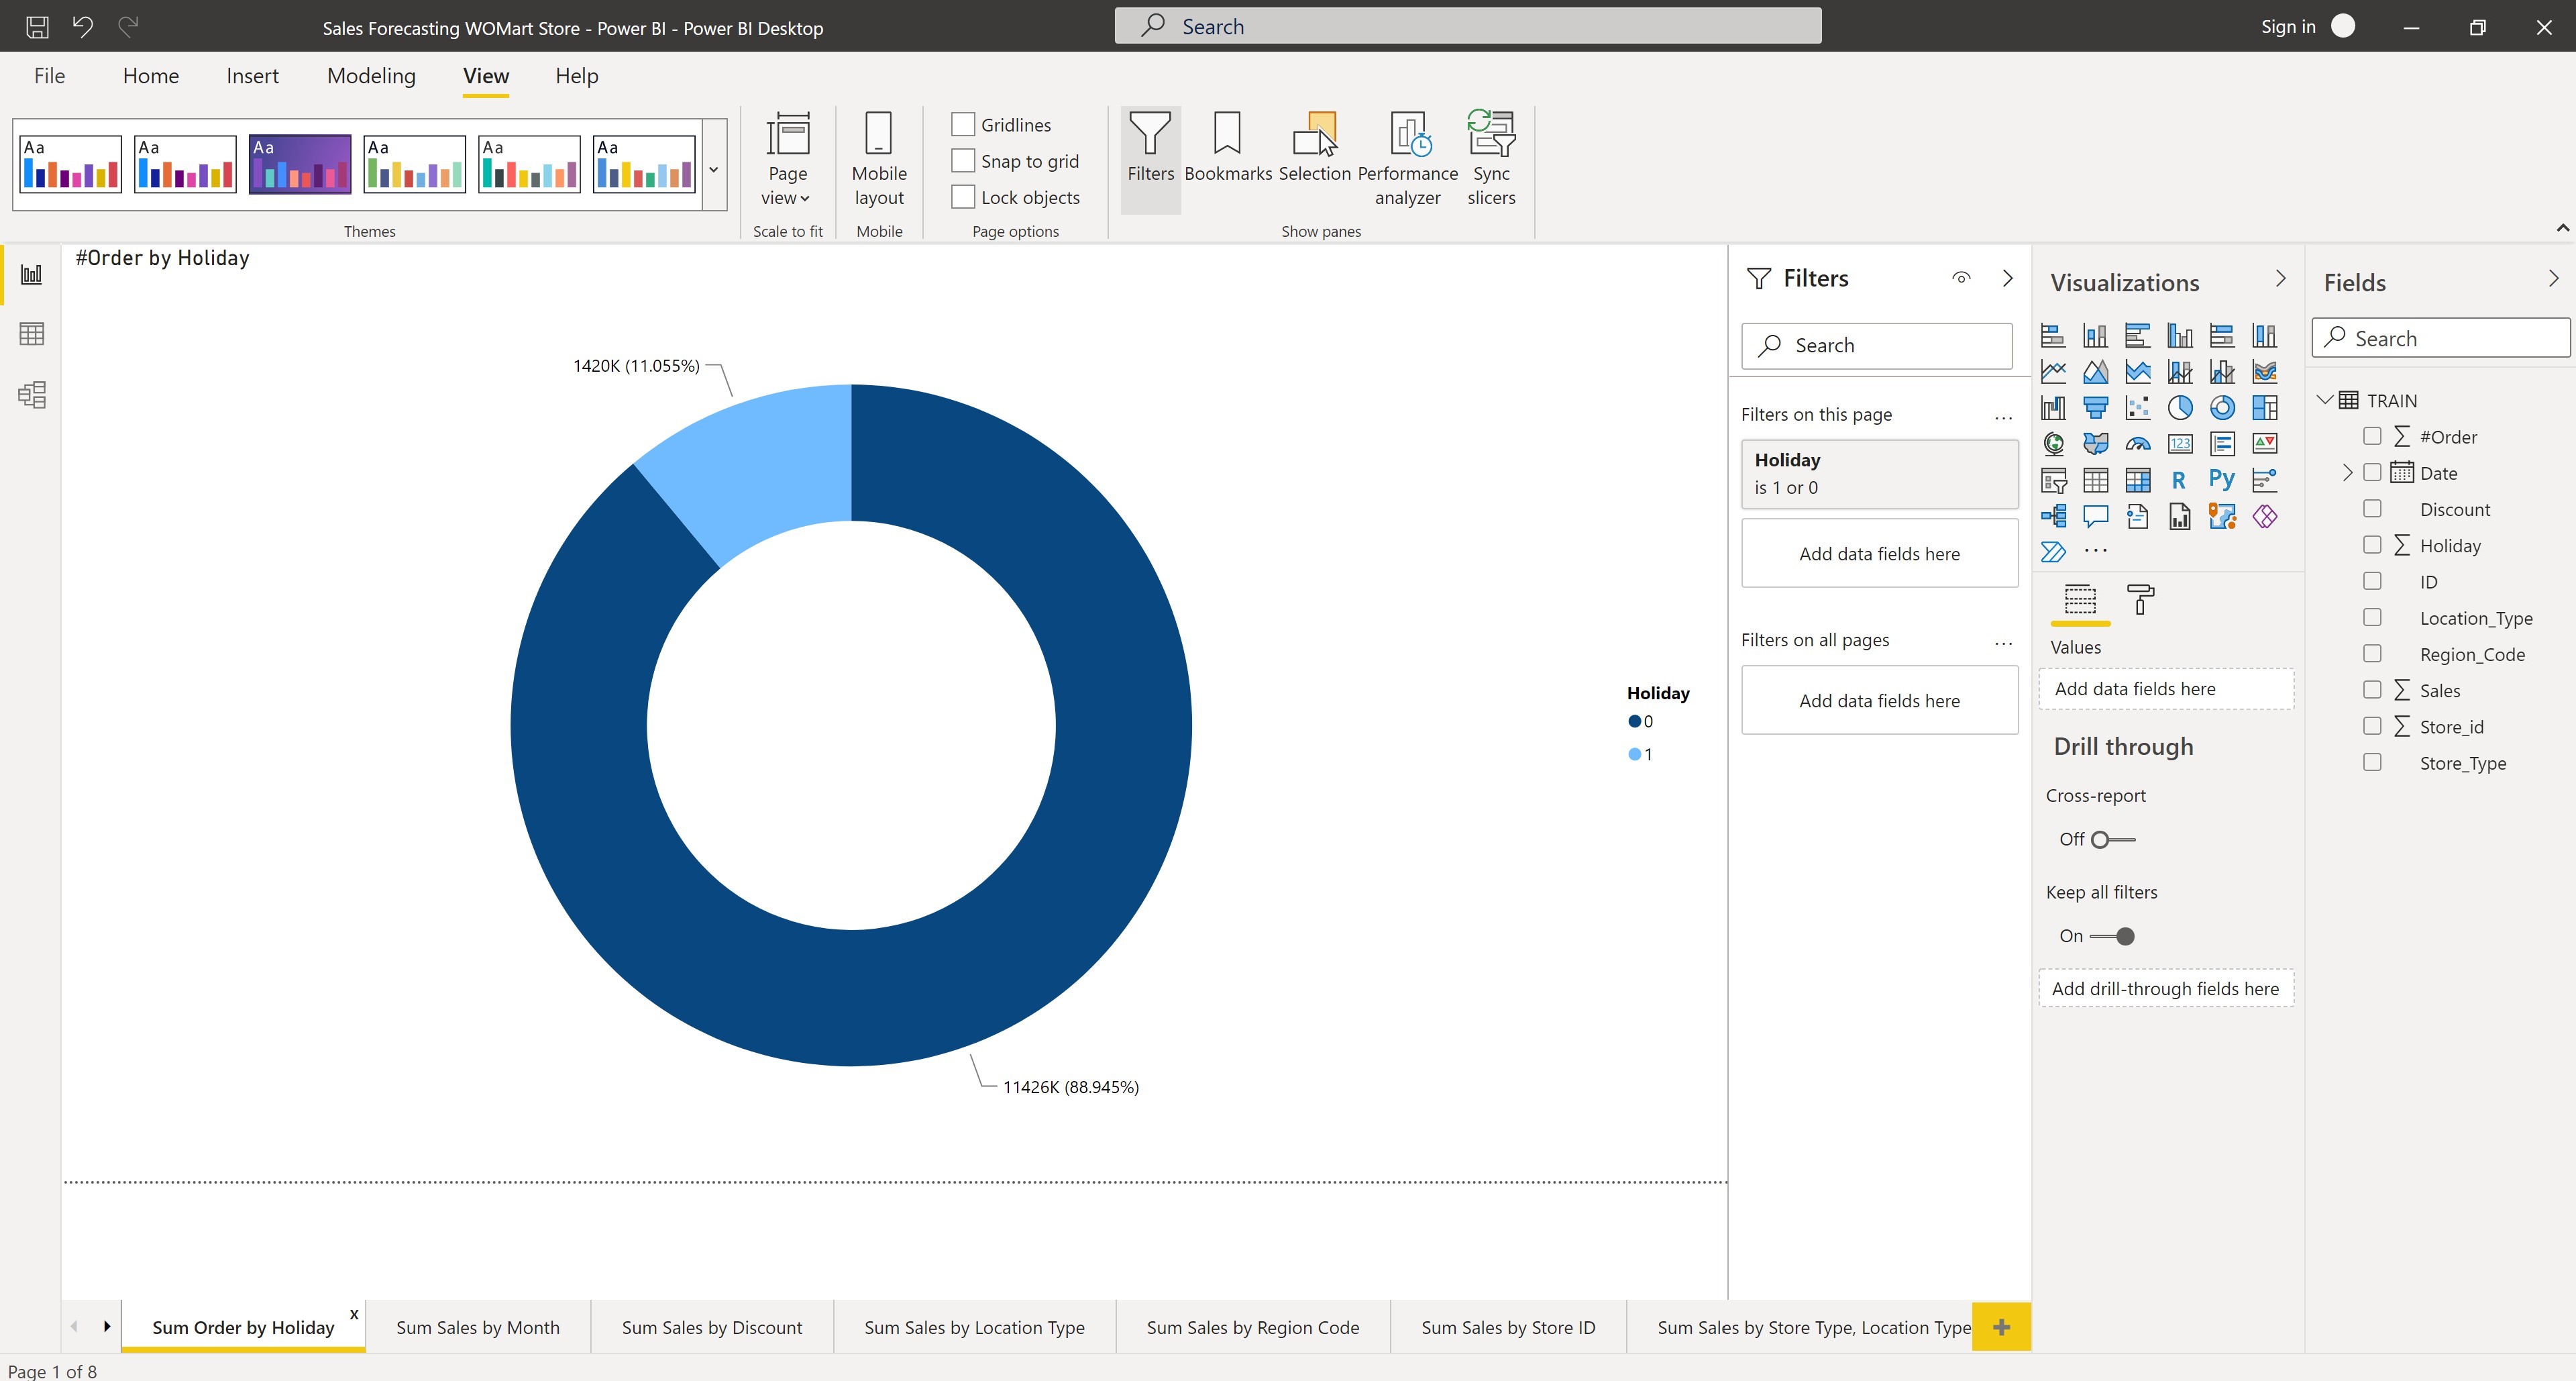 Sales Forecasting WOMart Store - Power BI - Power BI Desktop
Search
Sign in
File
Home
Insert
Modeling
View
Help
Aa
Aa
Aa
Aa
Aa
Aa
Themes
Page
view
Scale to fit
Mobile
layout
Mobile
Gridlines
Snap to grid
Lock objects
Page options
Filters
Bookmarks
Selection
Performance
analyzer
Sync
slicers
Show panes
#Order by Holiday
1420K (11.055%)
11426K (88.945%)
Holiday
0
1
Filters
Search
Filters on this page
...
Holiday
is 1 or 0
Add data fields here
Filters on all pages
...
Add data fields here
Visualizations
123
R
Py
...
Values
Add data fields here
Drill through
Cross-report
Off
Keep all filters
On
Add drill-through fields here
Fields
Search
TRAIN
#Order
Date
Discount
Holiday
ID
Location_Type
Region_Code
Sales
Store_id
Store_Type
Sum Order by Holiday
x
Sum Sales by Month
Sum Sales by Discount
Sum Sales by Location Type
Sum Sales by Region Code
Sum Sales by Store ID
Sum Sales by Store Type, Location Type
+
Page 1 of 8